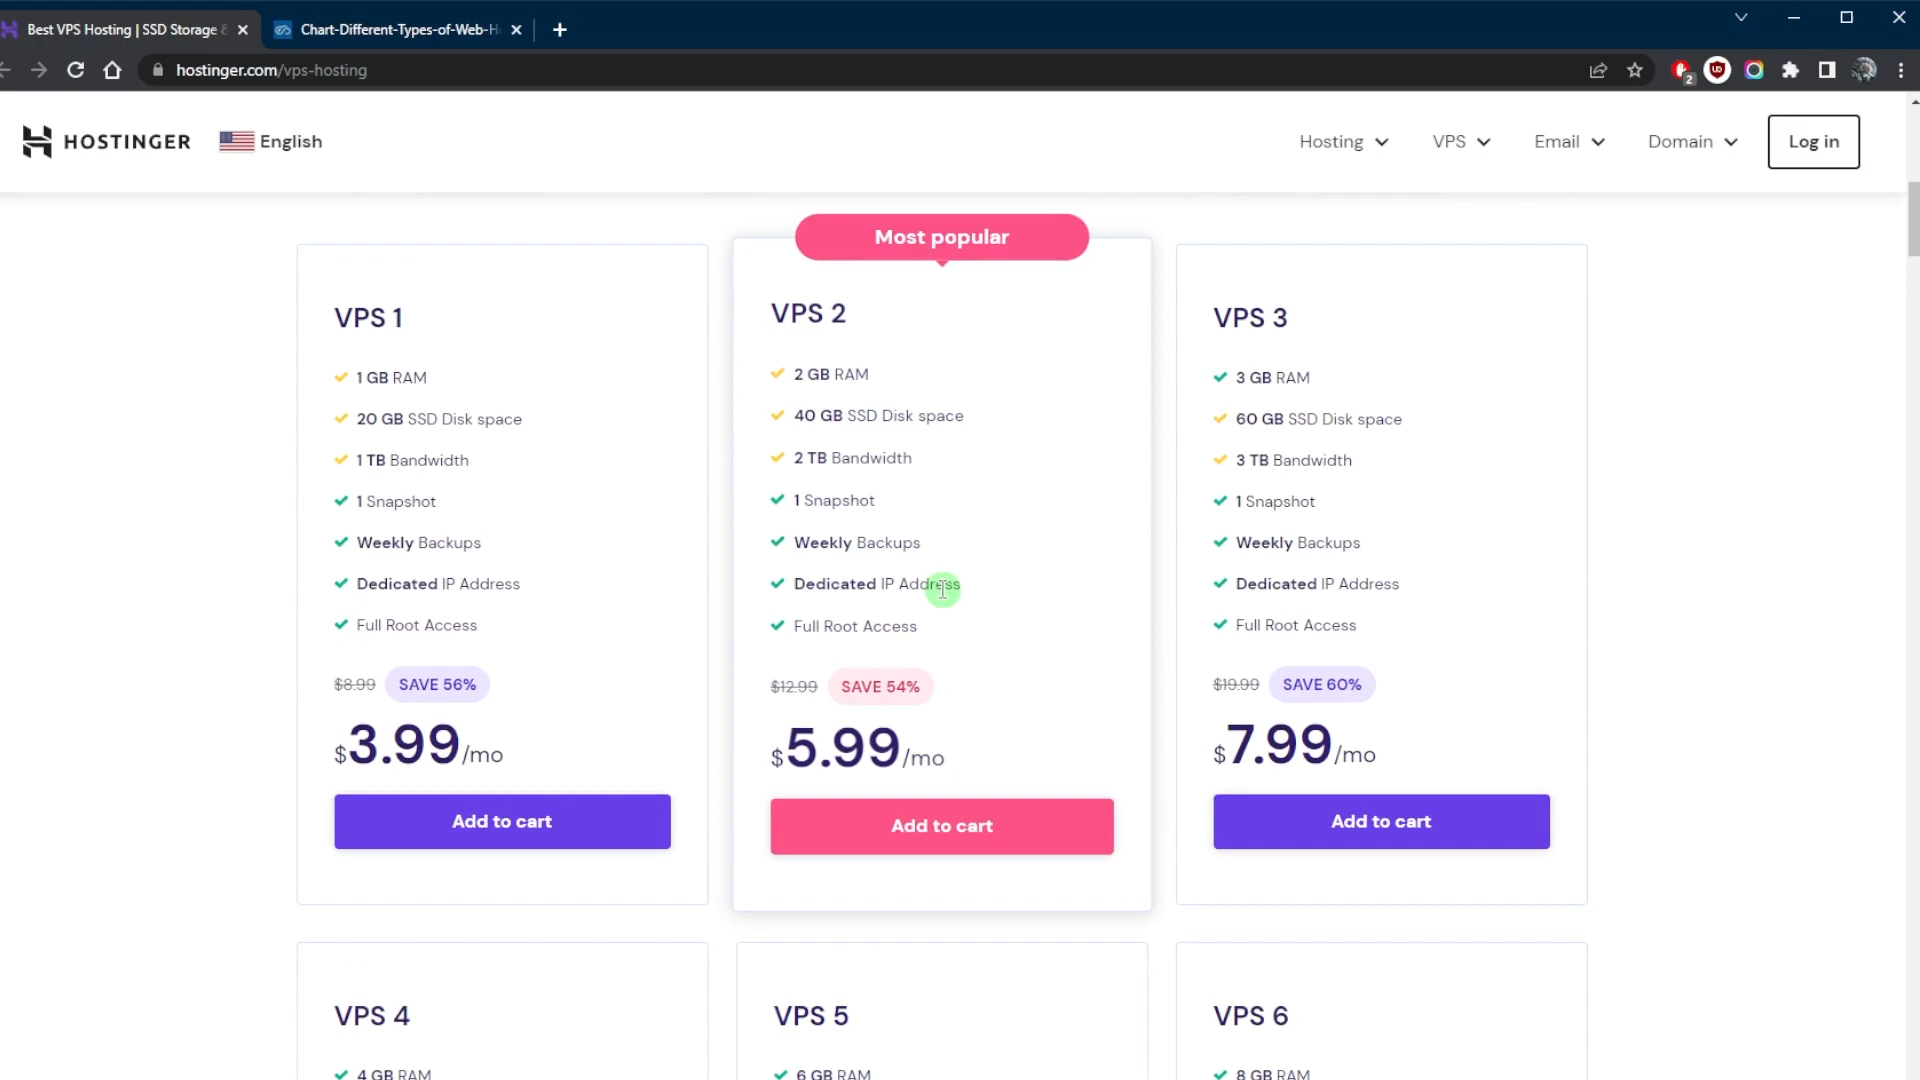 Best VPS Hosting | SSD Storage &
Chart-Different-Types-of-Web-H
hostinger.com/vps-hosting
2
HOSTINGER
English
Hosting
VPS
Email
Domain
Log in
Most popular
VPS 1
1 GB RAM
20 GB SSD Disk space
1 TB Bandwidth
1 Snapshot
Weekly Backups
Dedicated IP Address
Full Root Access
$8.99 SAVE 56%
$3.99/mo
Add to cart
VPS 2
2 GB RAM
40 GB SSD Disk space
2 TB Bandwidth
1 Snapshot
Weekly Backups
Dedicated IP Address
Full Root Access
$12.99 SAVE 54%
$5.99/mo
Add to cart
VPS 3
3 GB RAM
60 GB SSD Disk space
3 TB Bandwidth
1 Snapshot
Weekly Backups
Dedicated IP Address
Full Root Access
$19.99 SAVE 60%
$7.99/mo
Add to cart
VPS 4
4 GB RAM
VPS 5
6 GB RAM
VPS 6
8 GB RAM